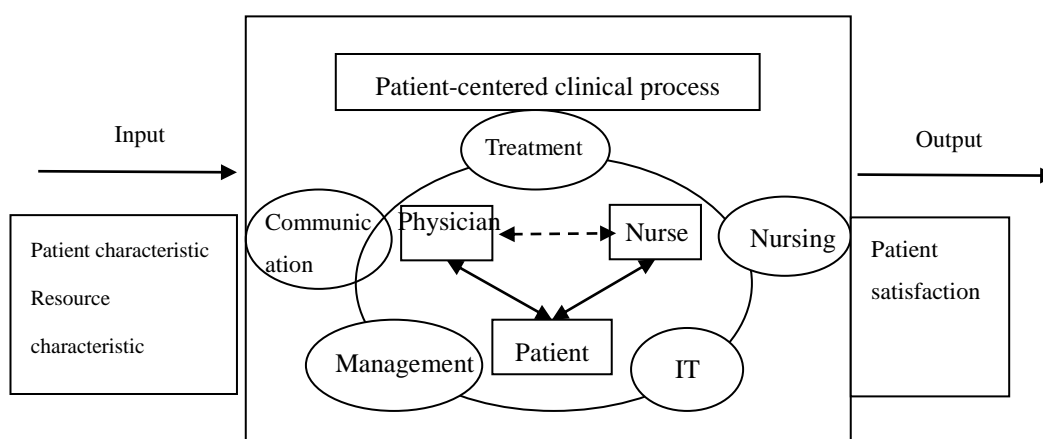 Patient-centered clinical process
Input
Output
Treatment
Communic
ation
Physician
Nurse
Nursing
Patient characteristic
Resource
characteristic
Patient
satisfaction
Management
Patient
IT